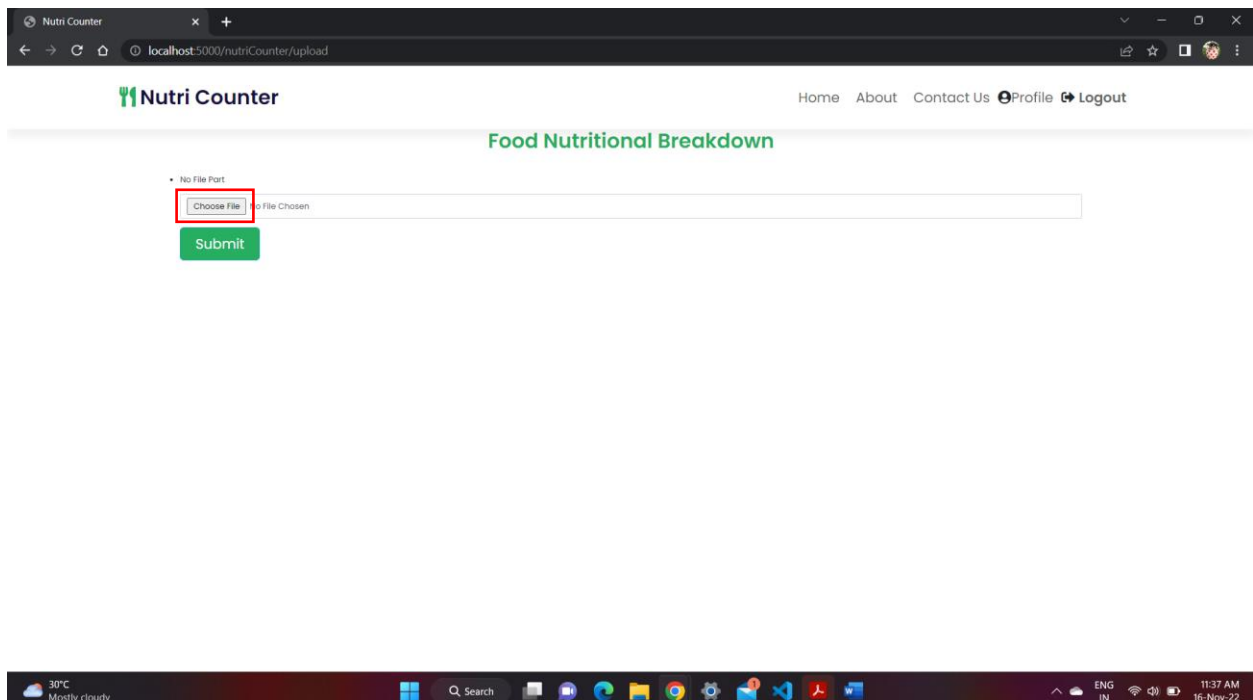 Nutri Counter
localhost:5000/nutriCounter/upload
Nutri Counter
Home About Contact Us Profile Logout
Food Nutritional Breakdown
• No File Part
Choose File No File Chosen
Submit
30°C
Mostly cloudy
Search
1
ENG
IN
11:37 AM
16-Nov-22